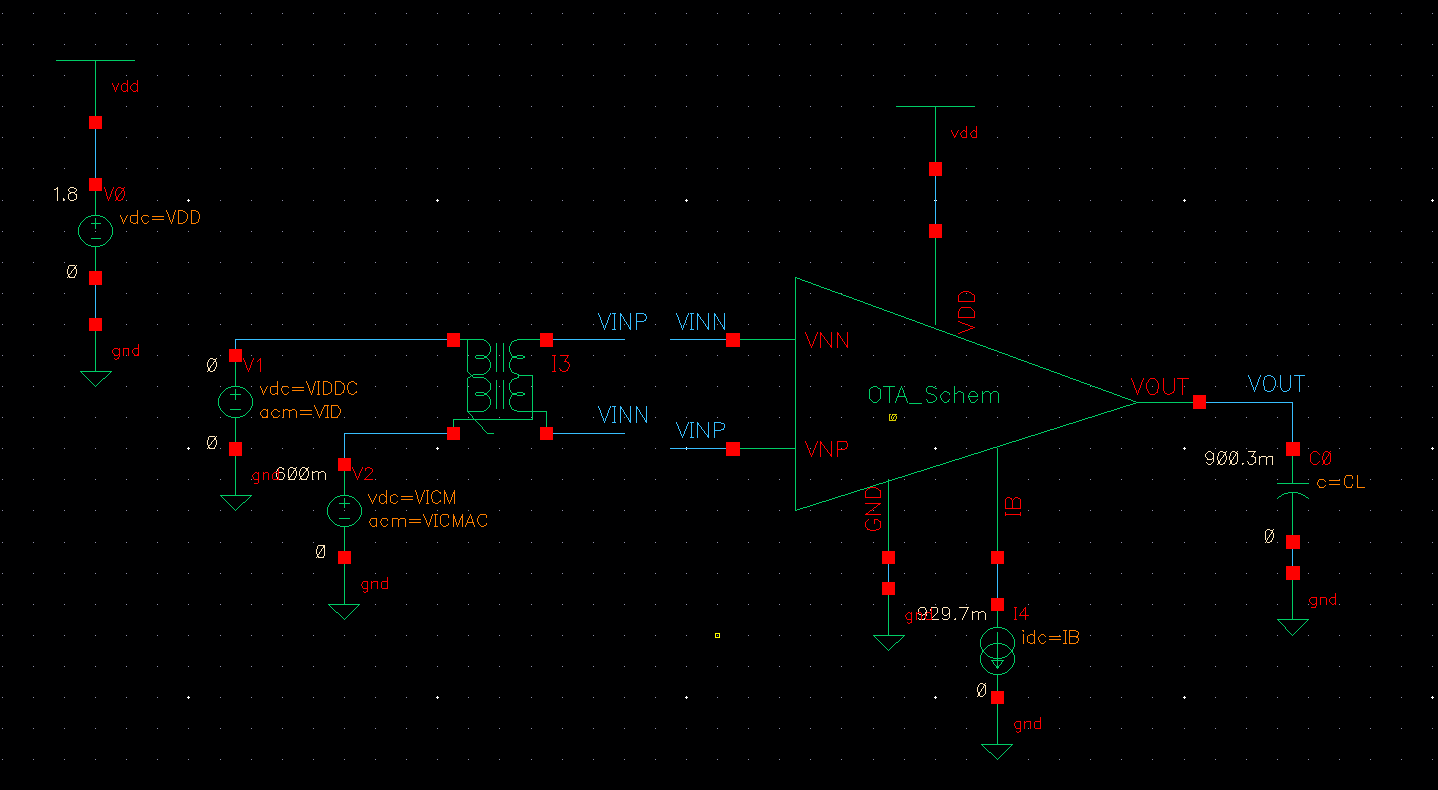 vdd
1.8
V0
vdc=VDD
0
gnd
0
V1
vdc=VIDDC
acm=VID
0
gnd
600m
V2
vdc=VICM
acm=VICMAC
0
gnd
I3
VINP
VINN
VINN
VINP
vdd
VDD
VNN
OTA_Schem
VNP
GND
IB
VOUT
VOUT
900.3m
C0
c=CL
0
gnd
gnd
929.7m
I4
idc=IB
0
gnd